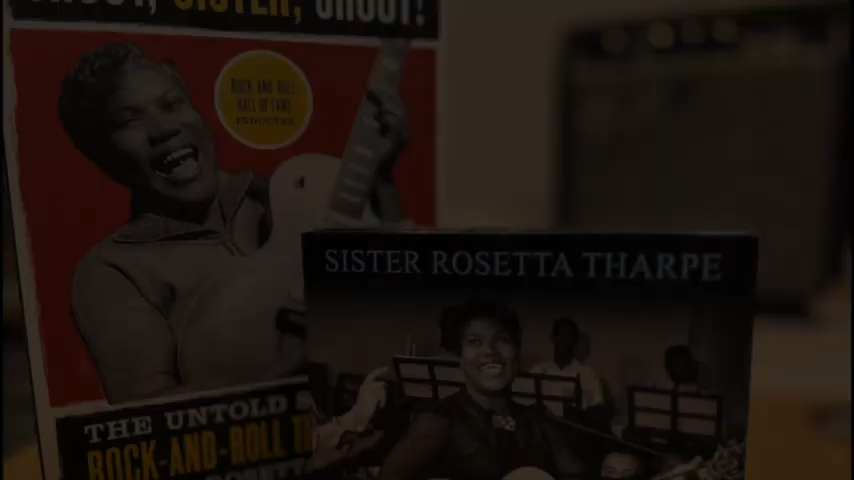 SHOUT, SISTER, SHOUT!
ROCK AND ROLL
HALL OF FAME
INDUCTEE
SISTER ROSETTA THARPE
THE UNTOLD
ROCK-AND-ROLL